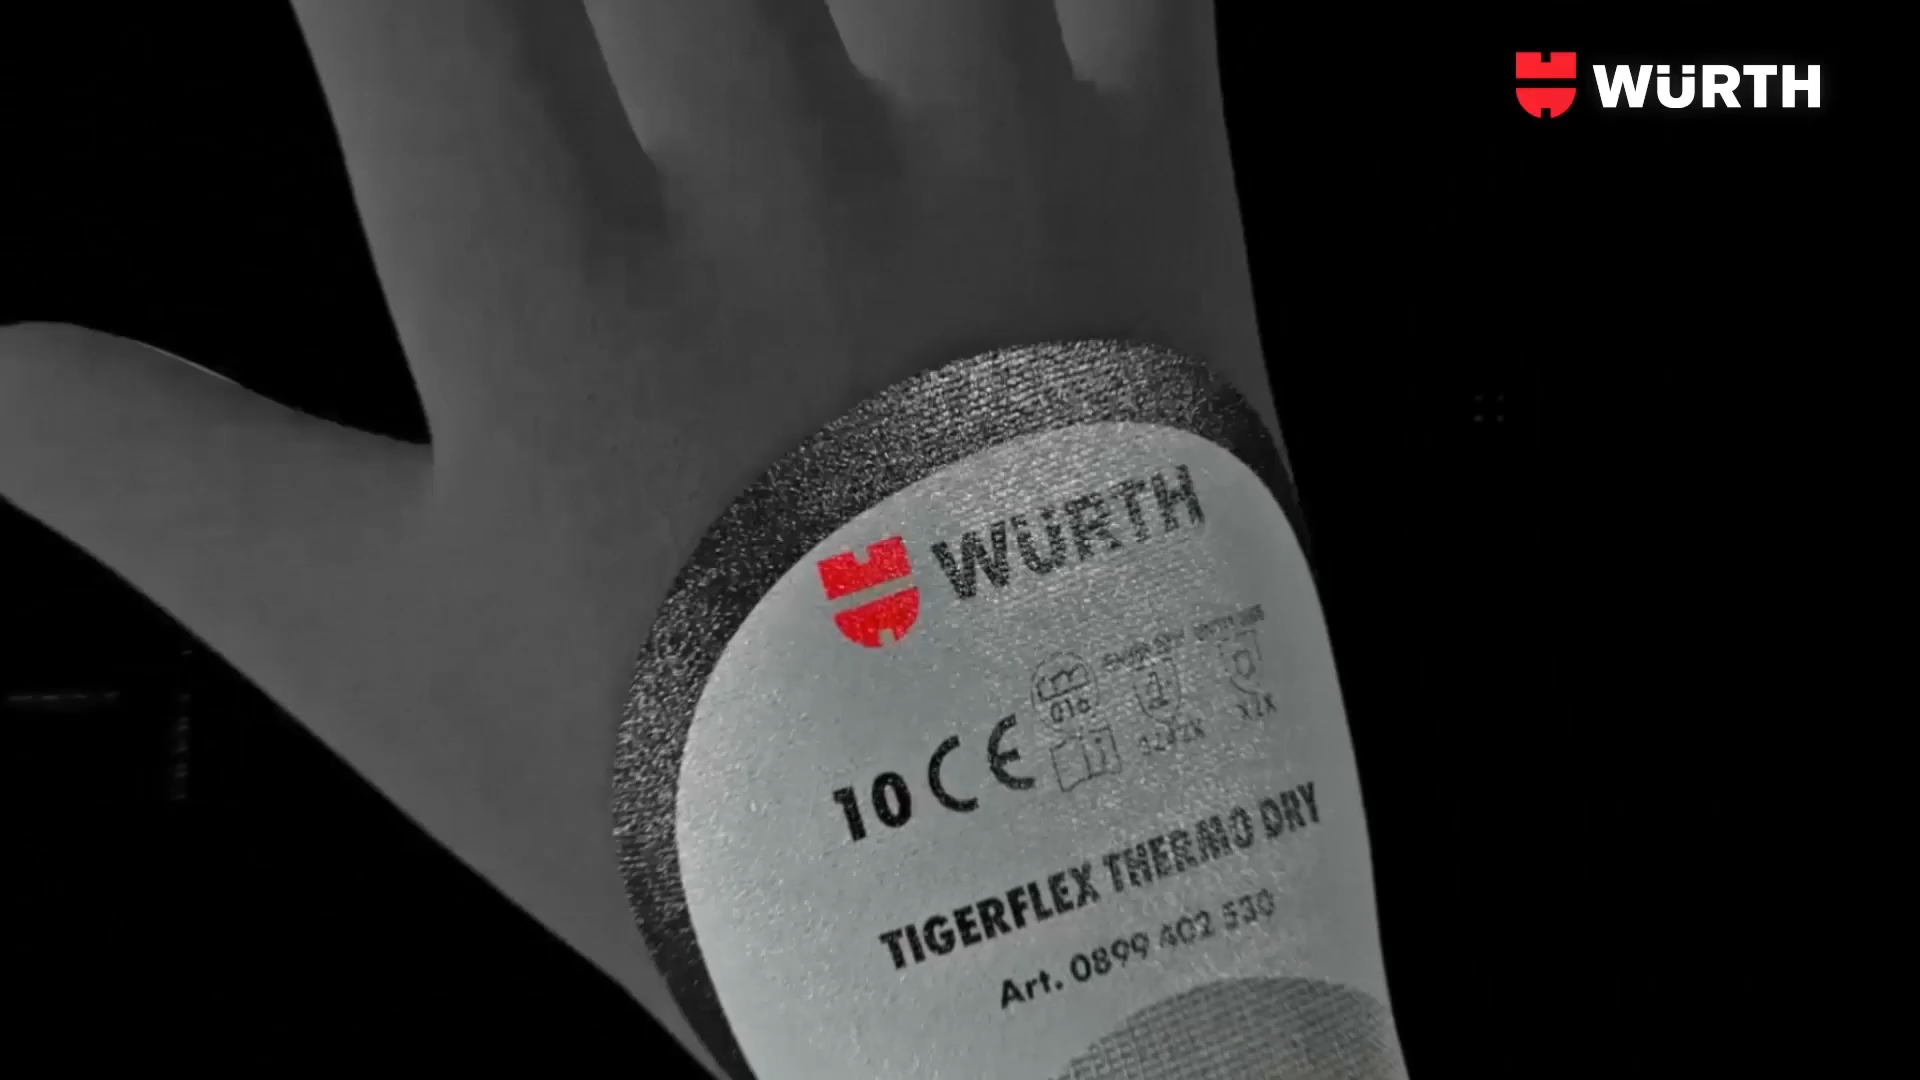 WÜRTH
WÜRTH
10 CE
TIGERFLEX THERMO DRY
Art. 0899 402 530